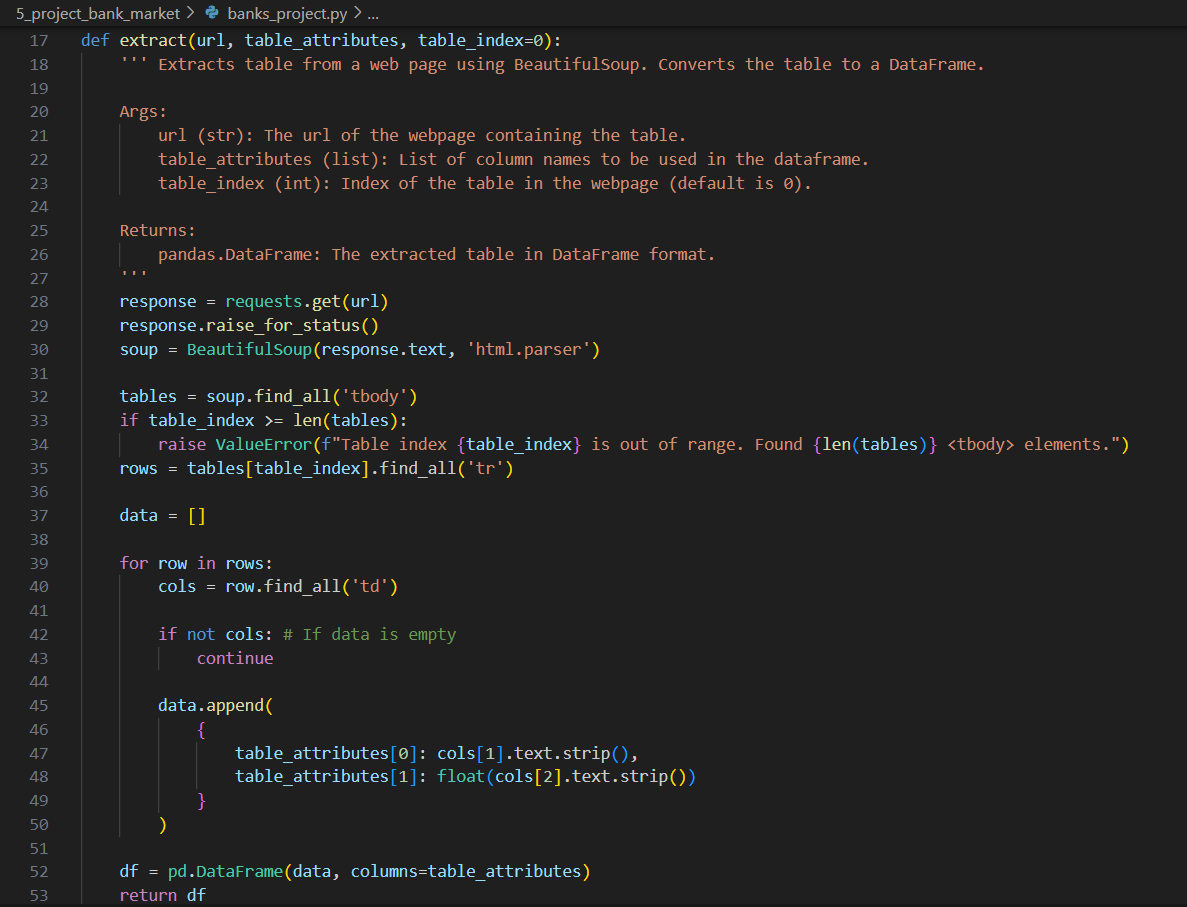 5_project_bank_market > banks_project.py > ...
17 def extract(url, table_attributes, table_index=0):
18     ''' Extracts table from a web page using BeautifulSoup. Converts the table to a DataFrame.
19
20     Args:
21         url (str): The url of the webpage containing the table.
22         table_attributes (list): List of column names to be used in the dataframe.
23         table_index (int): Index of the table in the webpage (default is 0).
24
25     Returns:
26         pandas.DataFrame: The extracted table in DataFrame format.
27     '''
28     response = requests.get(url)
29     response.raise_for_status()
30     soup = BeautifulSoup(response.text, 'html.parser')
31
32     tables = soup.find_all('tbody')
33     if table_index >= len(tables):
34         raise ValueError(f"Table index {table_index} is out of range. Found {len(tables)} <tbody> elements.")
35     rows = tables[table_index].find_all('tr')
36
37     data = []
38
39     for row in rows:
40         cols = row.find_all('td')
41
42         if not cols: # If data is empty
43             continue
44
45         data.append(
46             {
47                 table_attributes[0]: cols[1].text.strip(),
48                 table_attributes[1]: float(cols[2].text.strip())
49             }
50         )
51
52     df = pd.DataFrame(data, columns=table_attributes)
53     return df